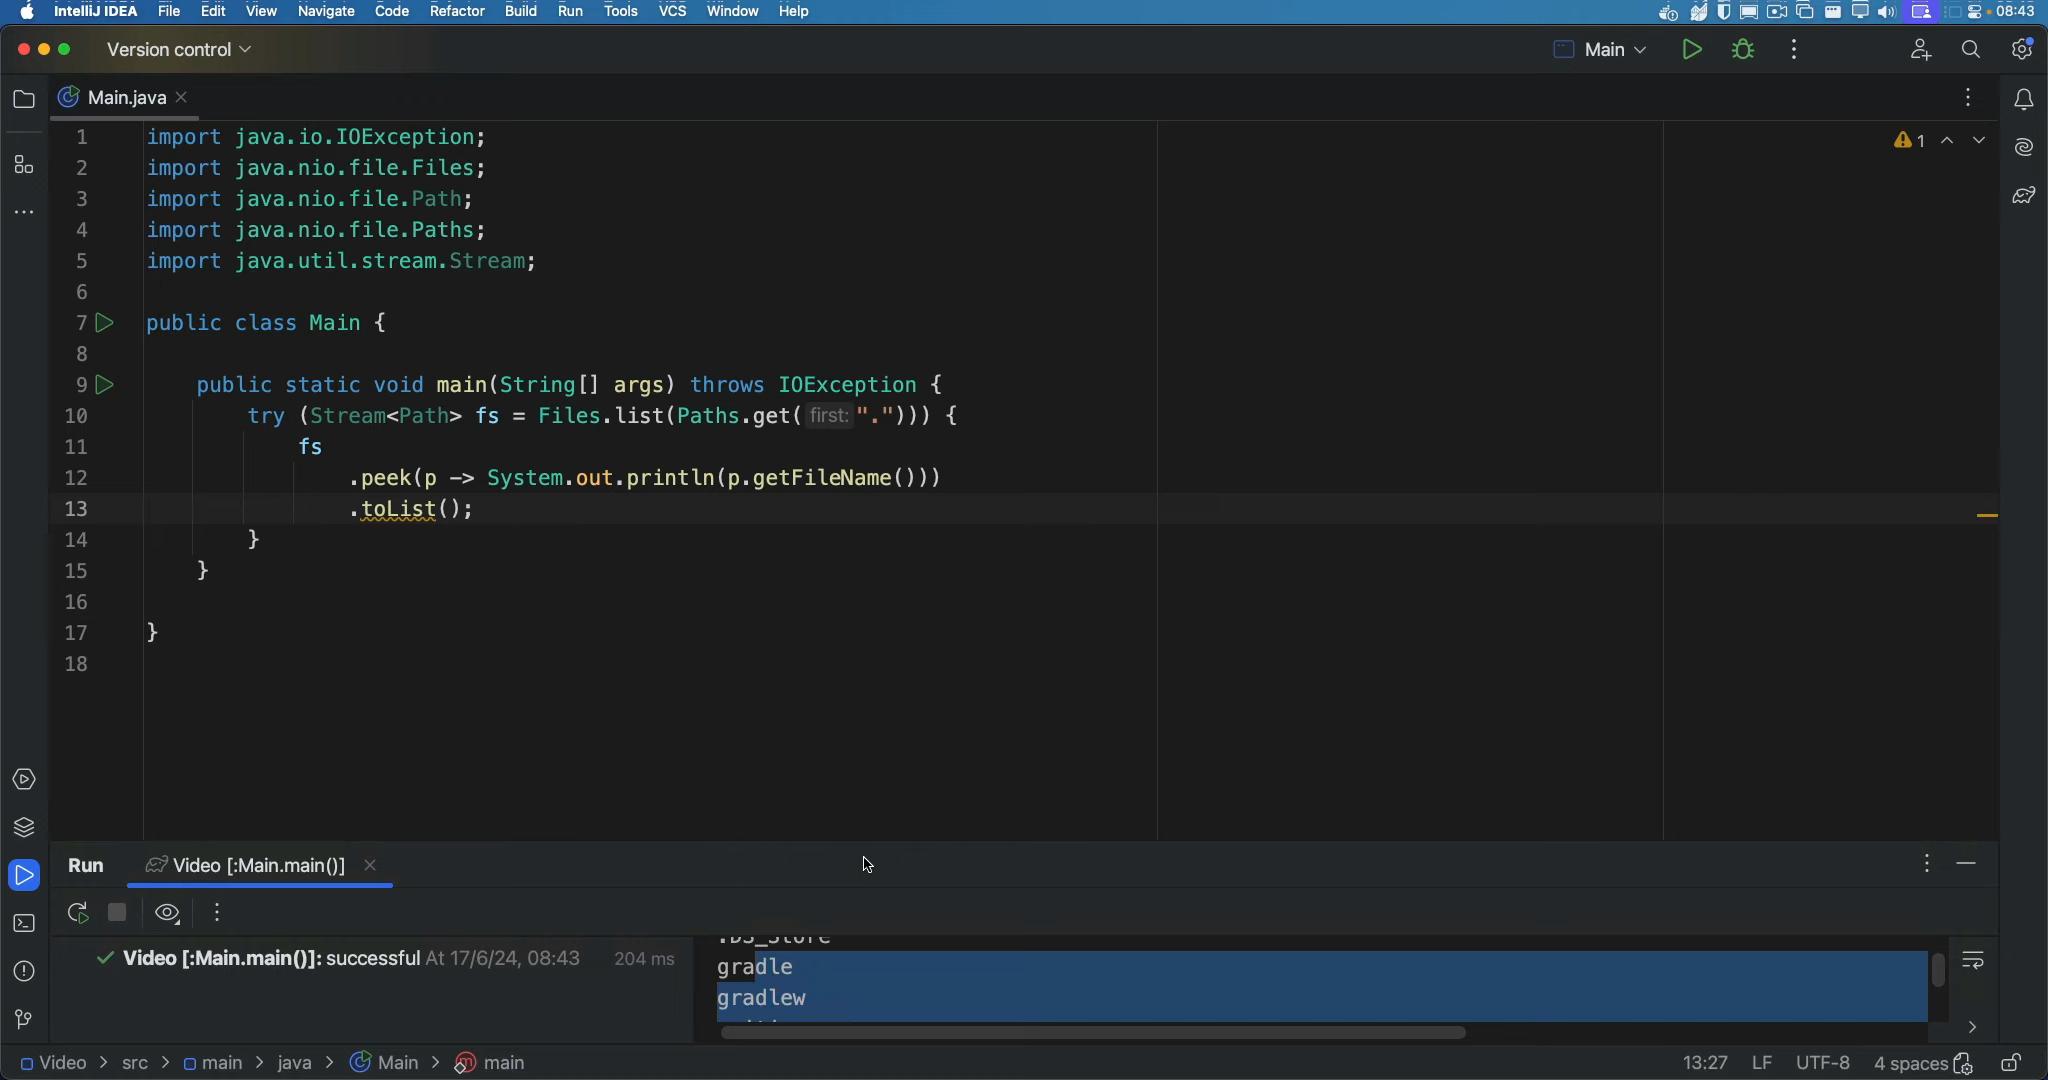 IntelliJ IDEA File Edit View Navigate Code Refactor Build Run Tools VCS Window Help 08:43
Version control Main
Main.java
1 import java.io.IOException;
2 import java.nio.file.Files;
3 import java.nio.file.Path;
4 import java.nio.file.Paths;
5 import java.util.stream.Stream;
6
7 public class Main {
8
9 public static void main(String[] args) throws IOException {
10 try (Stream<Path> fs = Files.list(Paths.get( first: "."))) {
11 fs
12 .peek(p -> System.out.println(p.getFileName()))
13 .toList();
14 }
15 }
16
17 }
18
1
Run Video [:Main.main()]
Video [:Main.main()]: successful At 17/6/24, 08:43 204 ms
.DS_Store
gradle
gradlew
Video > src > main > java > Main > main 13:27 LF UTF-8 4 spaces